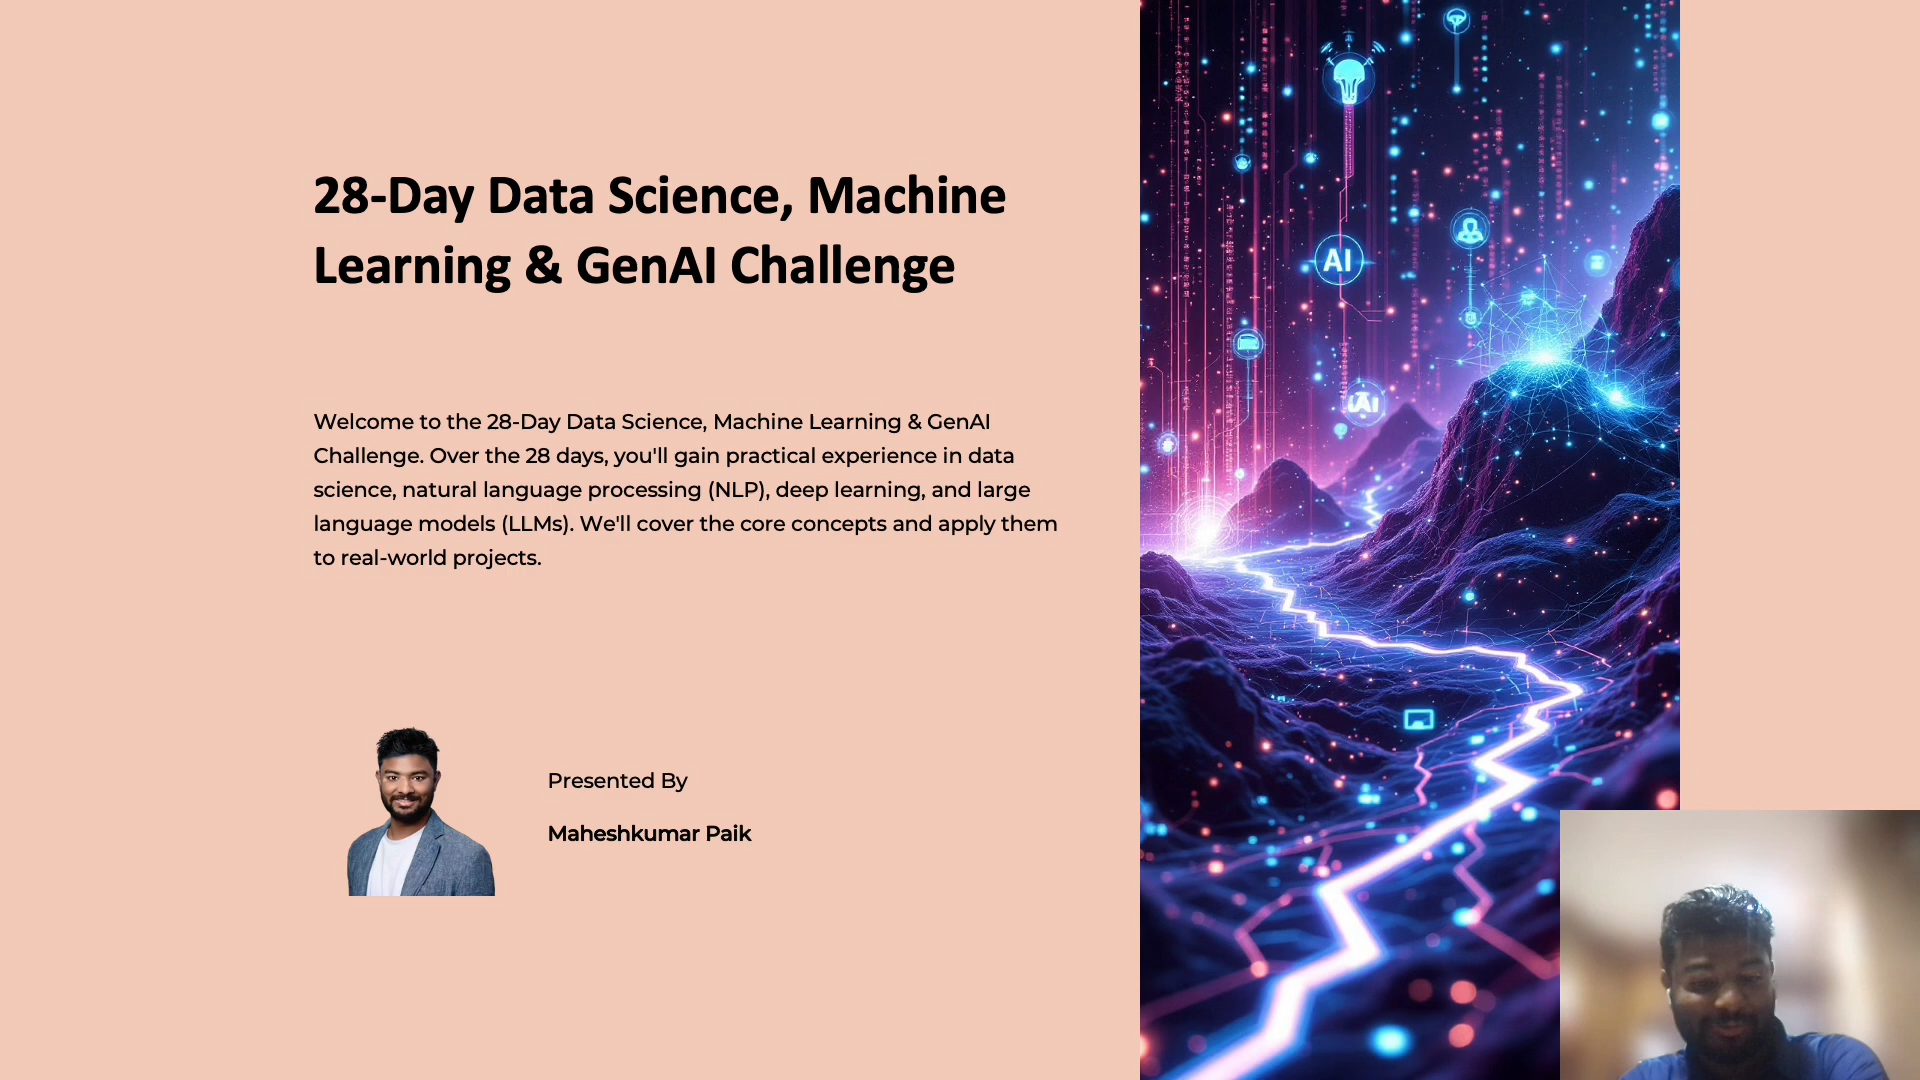 28-Day Data Science, Machine
Learning & GenAI Challenge
Welcome to the 28-Day Data Science, Machine Learning & GenAI
Challenge. Over the 28 days, you'll gain practical experience in data
science, natural language processing (NLP), deep learning, and large
language models (LLMs). We'll cover the core concepts and apply them
to real-world projects.
Presented By
Maheshkumar Paik
AI
AI